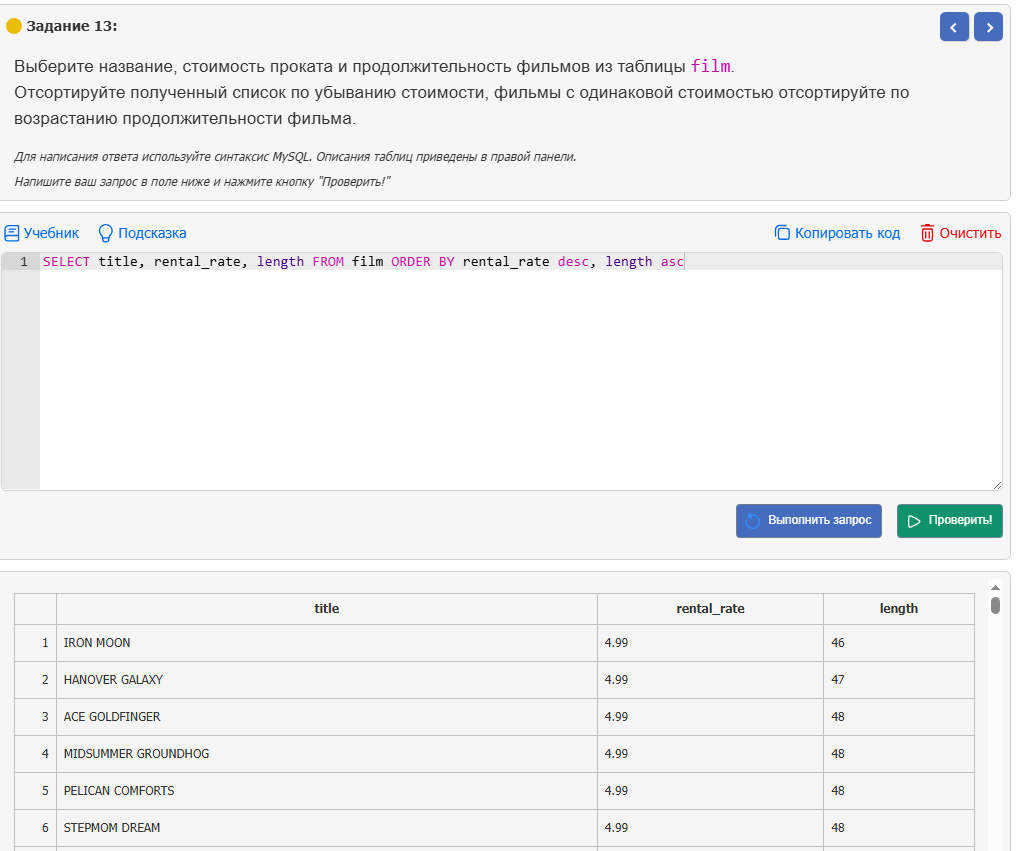 Задание 13:
Выберите название, стоимость проката и продолжительность фильмов из таблицы film.
Отсортируйте полученный список по убыванию стоимости, фильмы с одинаковой стоимостью отсортируйте по
возрастанию продолжительности фильма.
Для написания ответа используйте синтаксис MySQL. Описания таблиц приведены в правой панели.
Напишите ваш запрос в поле ниже и нажмите кнопку "Проверить!"
Учебник Подсказка Копировать код Очистить
1 SELECT title, rental_rate, length FROM film ORDER BY rental_rate desc, length asc
Выполнить запрос Проверить!
title rental_rate length
1 IRON MOON 4.99 46
2 HANOVER GALAXY 4.99 47
3 ACE GOLDFINGER 4.99 48
4 MIDSUMMER GROUNDHOG 4.99 48
5 PELICAN COMFORTS 4.99 48
6 STEPMOM DREAM 4.99 48